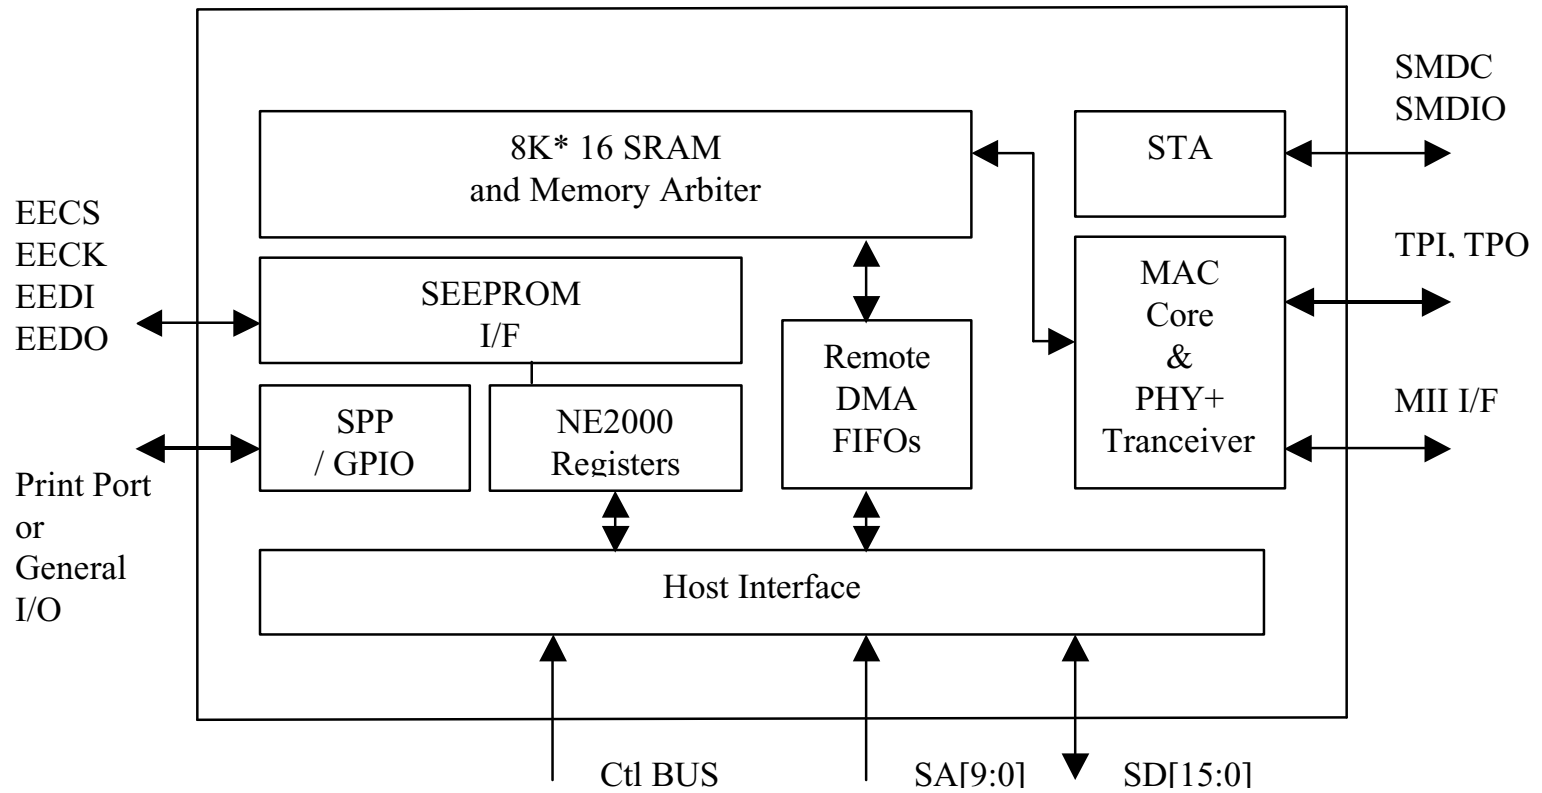 SMDC
SMDIO
8K* 16 SRAM
and Memory Arbiter
STA
EECS
EECK
EEDI
EEDO
TPI, TPO
SEEPROM
I/F
MAC
Core
&
PHY+
Tranceiver
Remote
DMA
FIFOs
MII I/F
SPP
/ GPIO
NE2000
Registers
Print Port
or
General
I/O
Host Interface
Ctl BUS
SA[9:0]
SD[15:0]